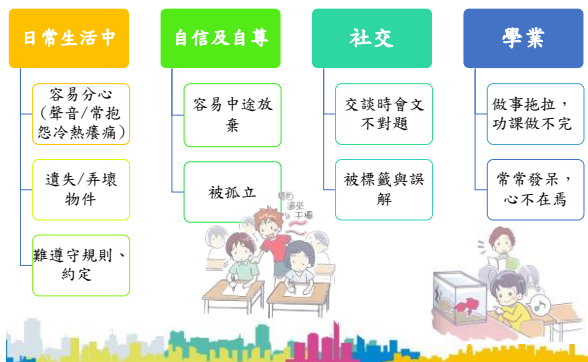 日常生活中
容易分心
(聲音/常抱
怨冷熱癢痛)
遺失/弄壞
物件
難遵守規則、
約定
自信及自尊
容易中途放
棄
被孤立
社交
交談時會文
不對題
被標籤與誤
解
學業
做事拖拉，
功課做不完
常常發呆，
心不在焉